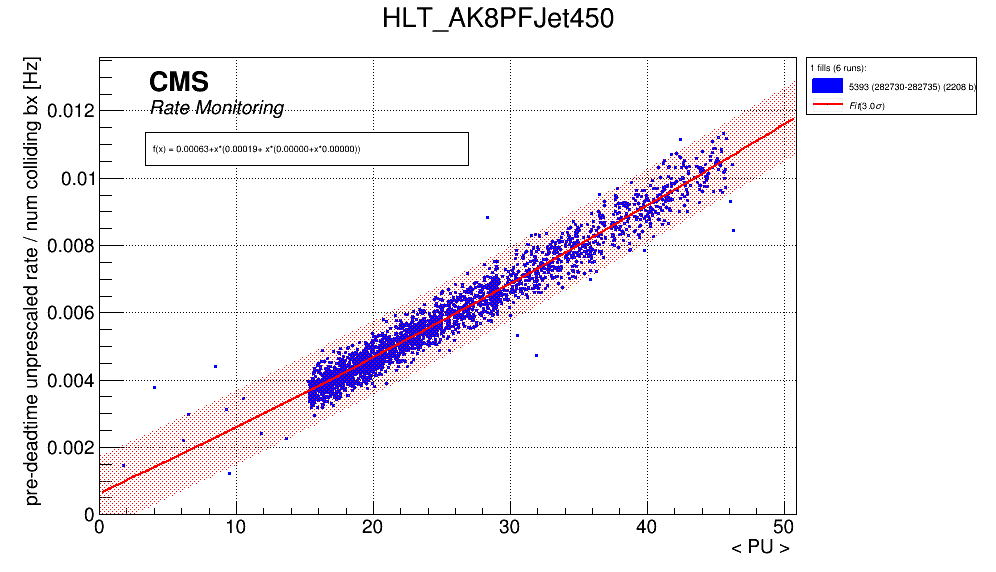 HLT_AK8PFJet450
pre-deadtime unprescaled rate / num colliding bx [Hz]
CMS
Rate Monitoring
f(x) = 0.00063+x*(0.00019+ x*(0.00000+x*0.00000))
1 fills (6 runs):
5393 (282730-282735) (2208 b)
Fit(3.0σ)
0.012
0.01
0.008
0.006
0.004
0.002
0
0 10 20 30 40 50
< PU >